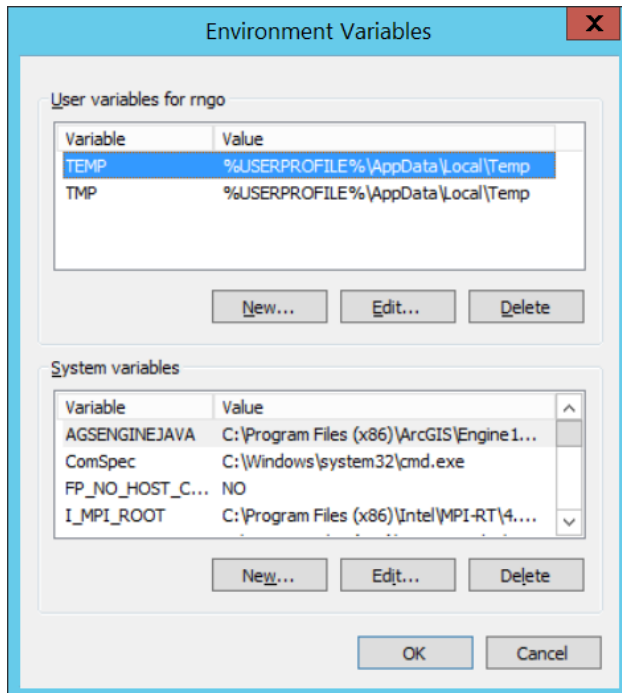 Environment Variables
X
User variables for rngo
Variable Value
TEMP %USERPROFILE%\AppData\Local\Temp
TMP %USERPROFILE%\AppData\Local\Temp
New... Edit... Delete
System variables
Variable Value
AGSENGINEJAVA C:\Program Files (x86)\ArcGIS\Engine1...
ComSpec C:\Windows\system32\cmd.exe
FP_NO_HOST_C... NO
I_MPI_ROOT C:\Program Files (x86)\Intel\MPI-RT\4....
New... Edit... Delete
OK Cancel